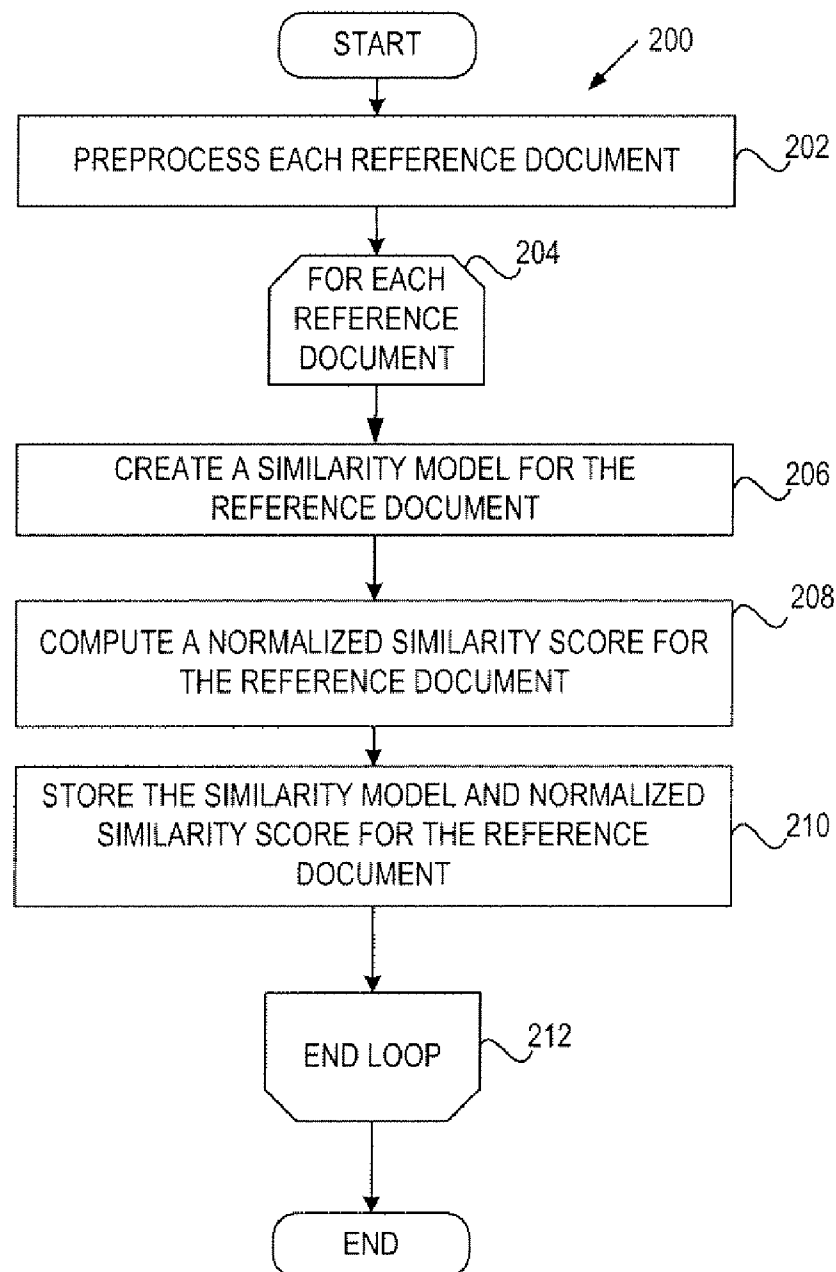 START
200
PREPROCESS EACH REFERENCE DOCUMENT
202
204
FOR EACH
REFERENCE
DOCUMENT
CREATE A SIMILARITY MODEL FOR THE
REFERENCE DOCUMENT
206
208
COMPUTE A NORMALIZED SIMILARITY SCORE FOR
THE REFERENCE DOCUMENT
STORE THE SIMILARITY MODEL AND NORMALIZED
SIMILARITY SCORE FOR THE REFERENCE
DOCUMENT
210
END LOOP
212
END